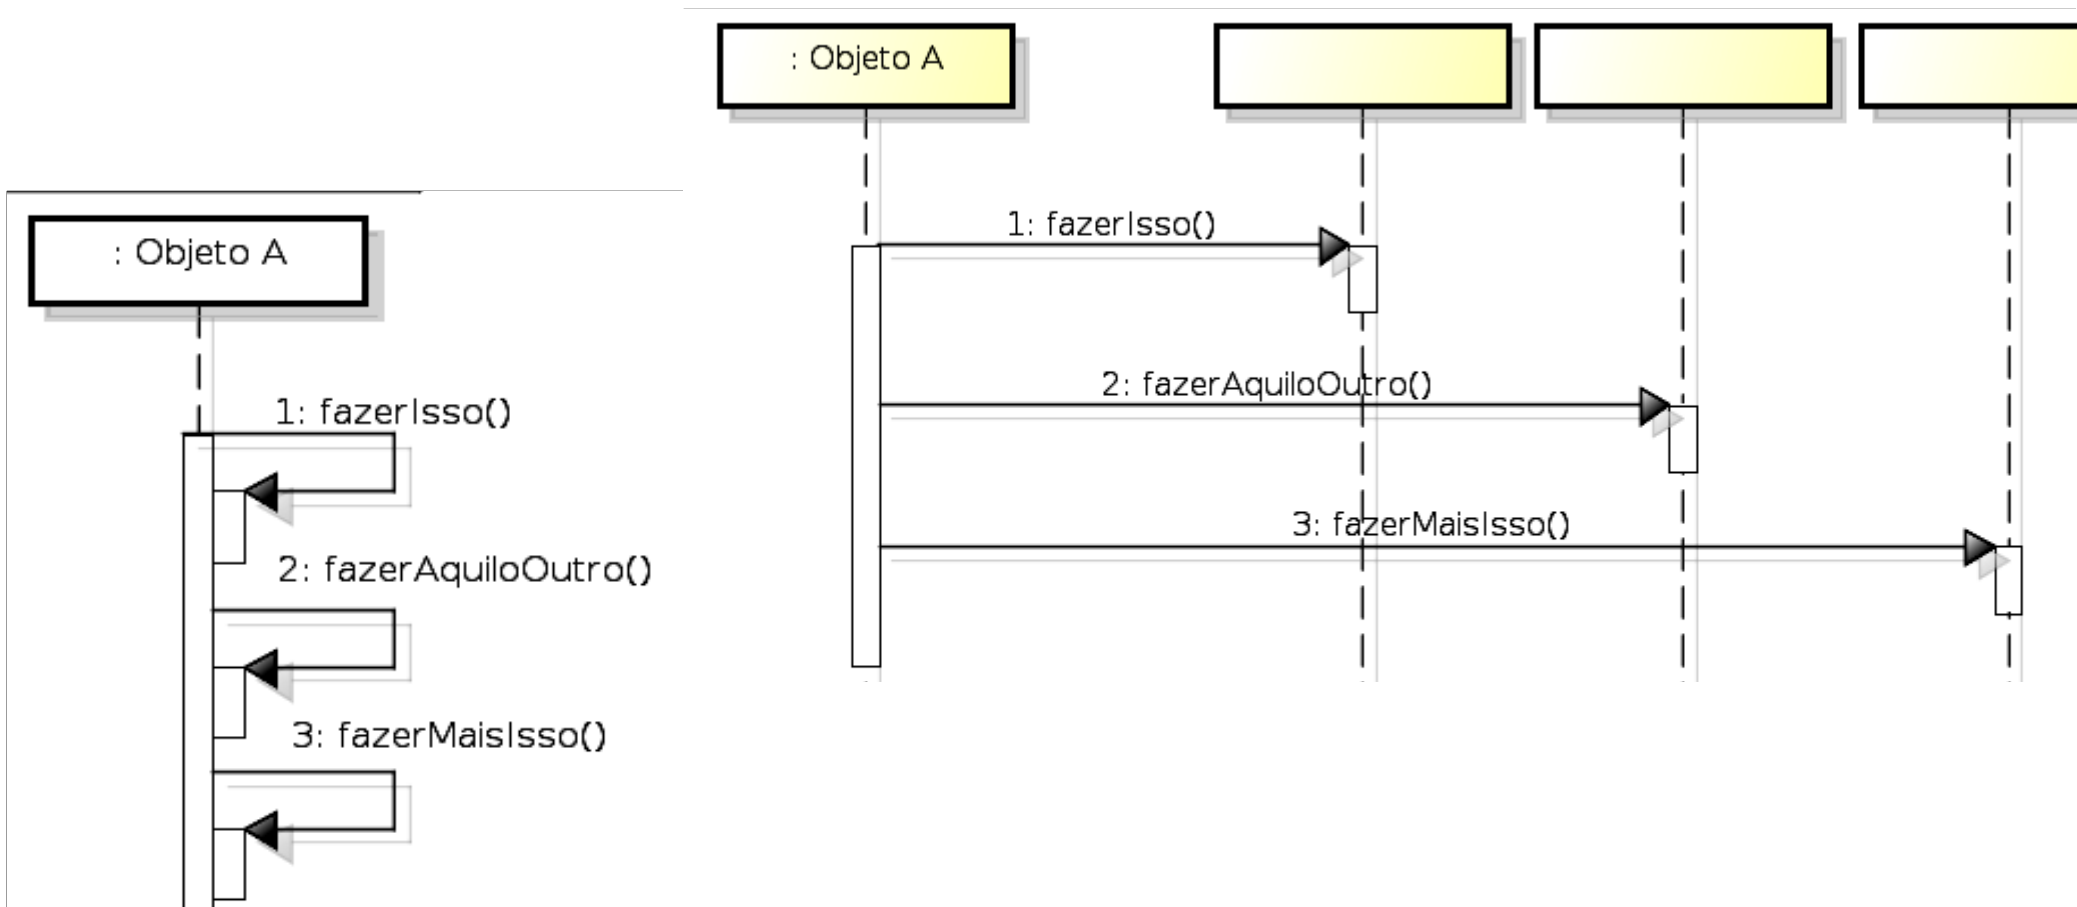 : Objeto A
1: fazerIsso()
2: fazerAquiloOutro()
3: fazerMaisIsso()
: Objeto A
1: fazerIsso()
2: fazerAquiloOutro()
3: fazerMaisIsso()